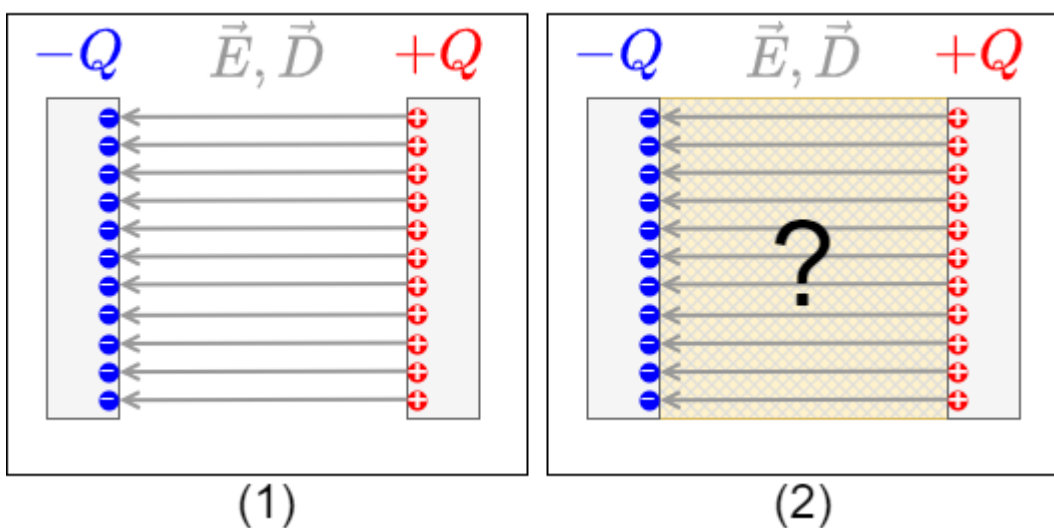 −Q E⃗, D⃗ +Q
−Q E⃗, D⃗ +Q
?
(1)
(2)